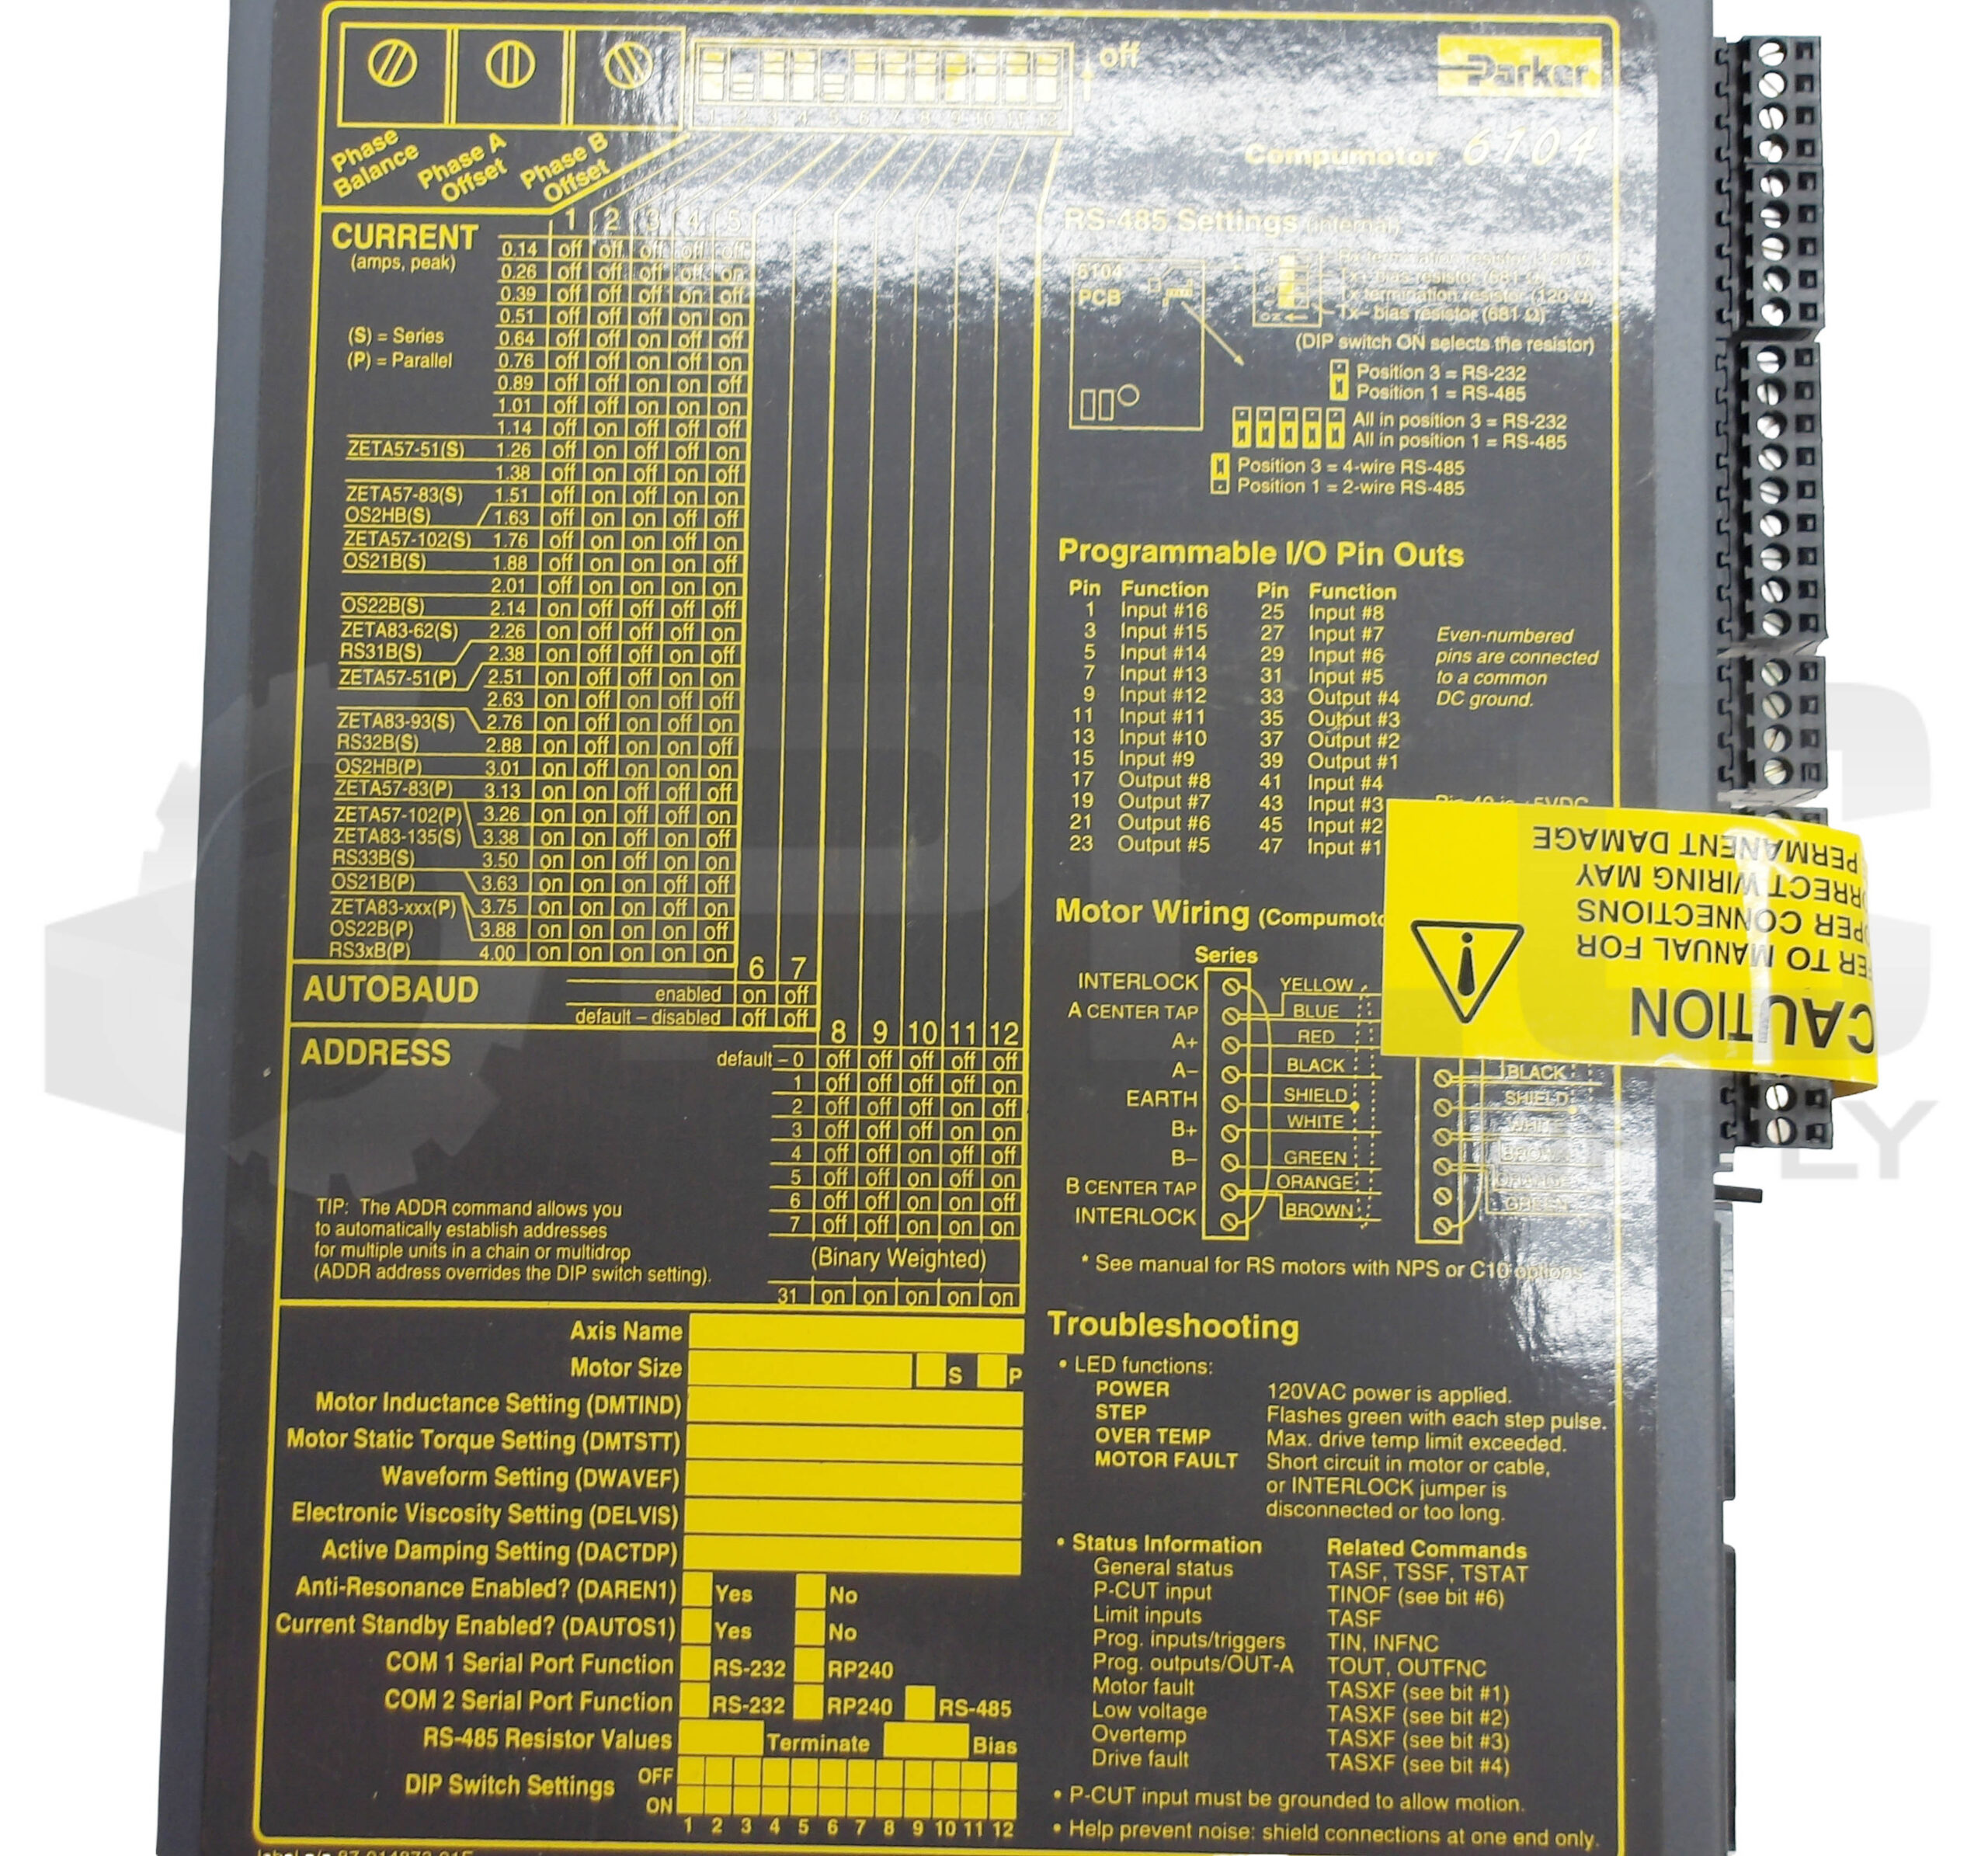 off
Parker
1 2 3 4 5 6 7 8 9 10 11 12
Phase Balance
Phase A Offset
Phase B Offset
Compumotor 6104
CURRENT
(amps, peak)
(S) = Series
(P) = Parallel
1 2 3 4 5
0.14 off off off off off
0.26 off off off off on
0.39 off off off on off
0.51 off off off on on
0.64 off off on off off
0.76 off off on off on
0.89 off off on on off
1.01 off off on on on
1.14 off on off off off
ZETA57-51(S) 1.26 off on off off on
1.38 off on off on off
ZETA57-83(S) 1.51 off on off on on
OS2HB(S) 1.63 off on on off off
ZETA57-102(S) 1.76 off on on off on
OS21B(S) 1.88 off on on on off
2.01 off on on on on
OS22B(S) 2.14 on off off off off
ZETA83-62(S) 2.26 on off off off on
RS31B(S) 2.38 on off off on off
ZETA57-51(P) 2.51 on off off on on
2.63 on off on off off
ZETA83-93(S) 2.76 on off on off on
RS32B(S) 2.88 on off on on off
OS2HB(P) 3.01 on off on on on
ZETA57-83(P) 3.13 on on off off off
ZETA57-102(P) 3.26 on on off off on
ZETA83-135(S) 3.38 on on off on off
RS33B(S) 3.50 on on off on on
OS21B(P) 3.63 on on on off off
ZETA83-xxx(P) 3.75 on on on off on
OS22B(P) 3.88 on on on on off
RS3xB(P) 4.00 on on on on on
6 7
AUTOBAUD
enabled on off
default – disabled off off
8 9 10 11 12
ADDRESS
default – 0 off off off off off
1 off off off off on
2 off off off on off
3 off off off on on
4 off off on off off
5 off off on off on
6 off off on on off
7 off off on on on
(Binary Weighted)
31 on on on on on
TIP: The ADDR command allows you
to automatically establish addresses
for multiple units in a chain or multidrop
(ADDR address overrides the DIP switch setting).
Axis Name
Motor Size S P
Motor Inductance Setting (DMTIND)
Motor Static Torque Setting (DMTSTT)
Waveform Setting (DWAVEF)
Electronic Viscosity Setting (DELVIS)
Active Damping Setting (DACTDP)
Anti-Resonance Enabled? (DAREN1) Yes No
Current Standby Enabled? (DAUTOS1) Yes No
COM 1 Serial Port Function RS-232 RP240
COM 2 Serial Port Function RS-232 RP240 RS-485
RS-485 Resistor Values Terminate Bias
DIP Switch Settings OFF
ON
1 2 3 4 5 6 7 8 9 10 11 12
RS-485 Settings (internal)
6104
PCB
Tx+ bias resistor (681 Ω)
Tx termination resistor (120 Ω)
Tx– bias resistor (681 Ω)
(DIP switch ON selects the resistor)
Position 3 = RS-232
Position 1 = RS-485
All in position 3 = RS-232
All in position 1 = RS-485
Position 3 = 4-wire RS-485
Position 1 = 2-wire RS-485
Programmable I/O Pin Outs
Pin Function Pin Function
1 Input #16 25 Input #8
3 Input #15 27 Input #7
5 Input #14 29 Input #6
7 Input #13 31 Input #5
9 Input #12 33 Output #4
11 Input #11 35 Output #3
13 Input #10 37 Output #2
15 Input #9 39 Output #1
17 Output #8 41 Input #4
19 Output #7 43 Input #3
21 Output #6 45 Input #2
23 Output #5 47 Input #1
Even-numbered
pins are connected
to a common
DC ground.
Pin 49 is +5VDC
CAUTION
ER TO MANUAL FOR
PER CONNECTIONS
ORRECT WIRING MAY
PERMANENT DAMAGE
Motor Wiring (Compumoto
Series
INTERLOCK YELLOW
A CENTER TAP BLUE
A+ RED
A– BLACK
EARTH SHIELD
B+ WHITE
B– GREEN
B CENTER TAP ORANGE
INTERLOCK BROWN
BLACK
SHIELD
WHITE
BROWN
ORANGE
GREEN
* See manual for RS motors with NPS or C10 options
Troubleshooting
• LED functions:
POWER 120VAC power is applied.
STEP Flashes green with each step pulse.
OVER TEMP Max. drive temp limit exceeded.
MOTOR FAULT Short circuit in motor or cable,
or INTERLOCK jumper is
disconnected or too long.
• Status Information Related Commands
General status TASF, TSSF, TSTAT
P-CUT input TINOF (see bit #6)
Limit inputs TASF
Prog. inputs/triggers TIN, INFNC
Prog. outputs/OUT-A TOUT, OUTFNC
Motor fault TASXF (see bit #1)
Low voltage TASXF (see bit #2)
Overtemp TASXF (see bit #3)
Drive fault TASXF (see bit #4)
• P-CUT input must be grounded to allow motion.
• Help prevent noise: shield connections at one end only.